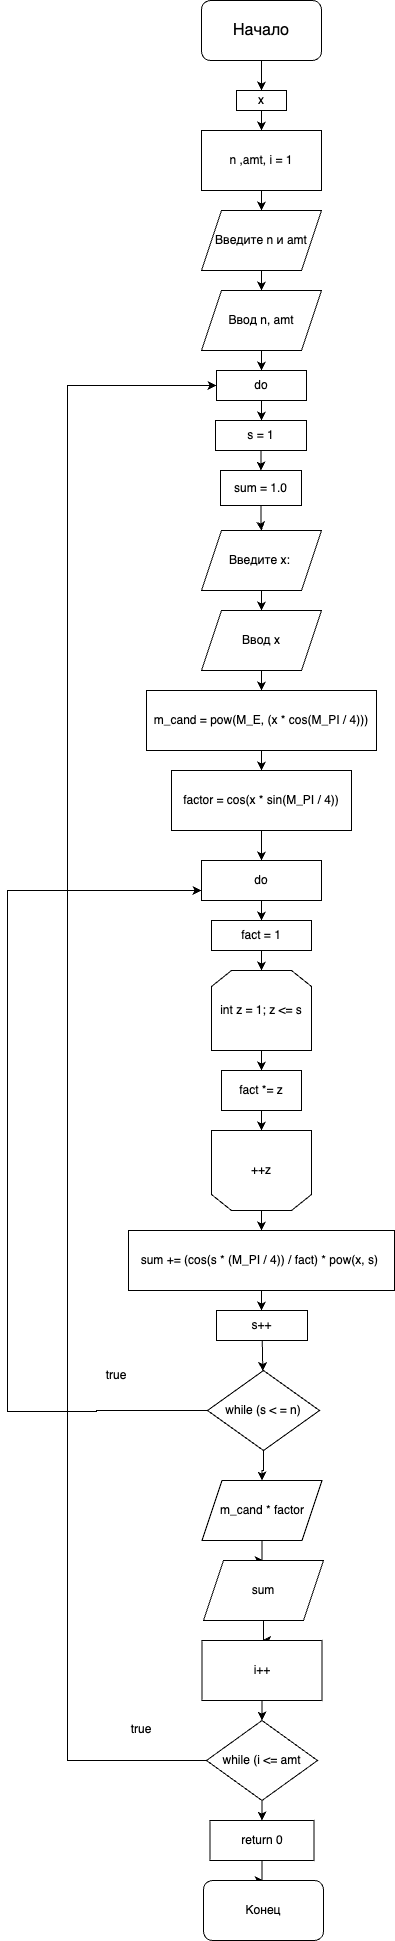 Начало
x
n ,amt, i = 1
Введите n и amt
Ввод n, amt
do
s = 1
sum = 1.0
Введите x:
Ввод x
m_cand = pow(M_E, (x * cos(M_PI / 4)))
factor = cos(x * sin(M_PI / 4))
do
fact = 1
int z = 1; z <= s
fact *= z
++z
sum += (cos(s * (M_PI / 4)) / fact) * pow(x, s)
s++
true
while (s < = n)
m_cand * factor
sum
i++
true
while (i <= amt
return 0
Конец